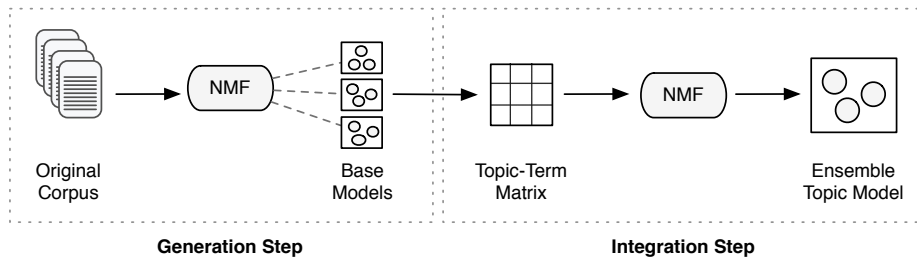 NMF
NMF
Original
Corpus
Base
Models
Topic-Term
Matrix
Ensemble
Topic Model
Generation Step
Integration Step